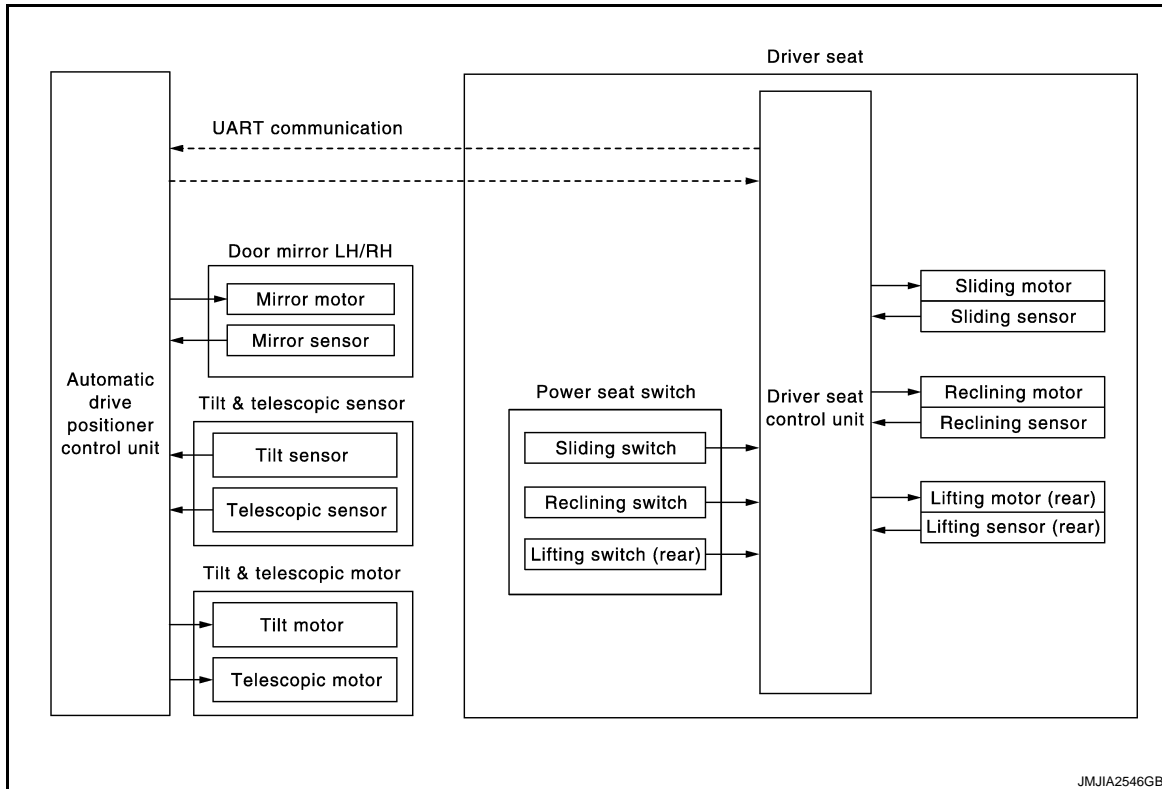 Driver seat
UART communication
Door mirror LH/RH
Mirror motor
Mirror sensor
Automatic
drive
positioner
control unit
Tilt & telescopic sensor
Tilt sensor
Telescopic sensor
Tilt & telescopic motor
Tilt motor
Telescopic motor
Power seat switch
Sliding switch
Reclining switch
Lifting switch (rear)
Driver seat
control unit
Sliding motor
Sliding sensor
Reclining motor
Reclining sensor
Lifting motor (rear)
Lifting sensor (rear)
JMJIA2546GB